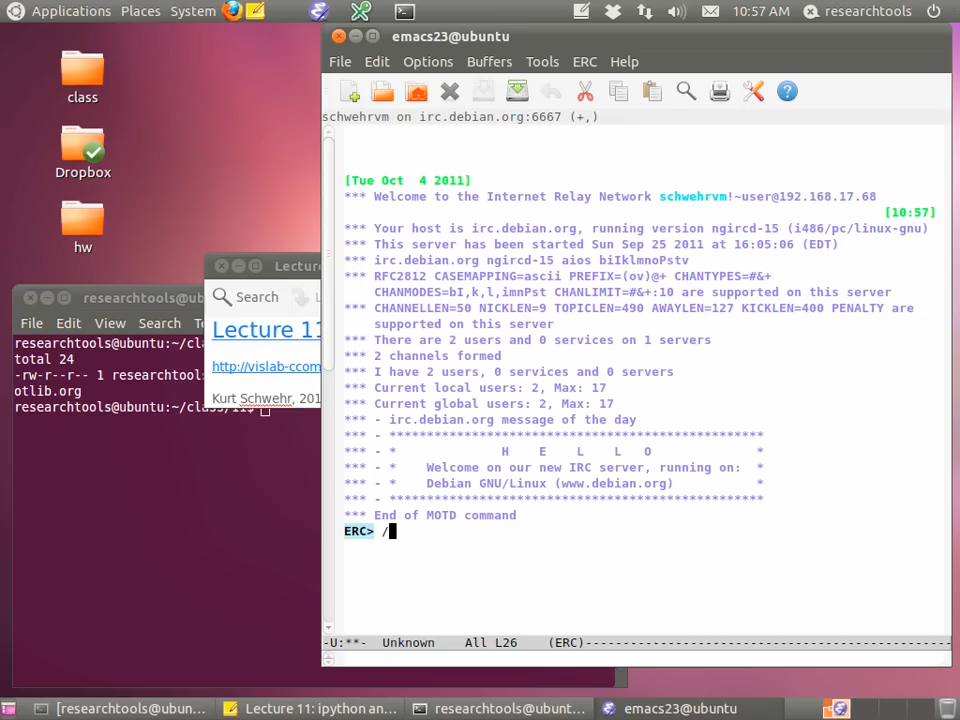 Applications Places System 10:57 AM researchtools
class
Dropbox
hw
researchtools@ub
File Edit View Search Te
researchtools@ubuntu:~/cla
total 24
-rw-r--r-- 1 researchtool
otlib.org
researchtools@ubuntu:~/class/11$
Lectur
Search L
Lecture 11
http://vislab-ccom
Kurt Schwehr, 201
emacs23@ubuntu
File Edit Options Buffers Tools ERC Help
schwehrvm on irc.debian.org:6667 (+,)
[Tue Oct 4 2011]
*** Welcome to the Internet Relay Network schwehrvm!~user@192.168.17.68
[10:57]
*** Your host is irc.debian.org, running version ngircd-15 (i486/pc/linux-gnu)
*** This server has been started Sun Sep 25 2011 at 16:05:06 (EDT)
*** irc.debian.org ngircd-15 aios biIklmnoPstv
*** RFC2812 CASEMAPPING=ascii PREFIX=(ov)@+ CHANTYPES=#&+
CHANMODES=bI,k,l,imnPst CHANLIMIT=#&+:10 are supported on this server
*** CHANNELLEN=50 NICKLEN=9 TOPICLEN=490 AWAYLEN=127 KICKLEN=400 PENALTY are
supported on this server
*** There are 2 users and 0 services on 1 servers
*** 2 channels formed
*** I have 2 users, 0 services and 0 servers
*** Current local users: 2, Max: 17
*** Current global users: 2, Max: 17
*** - irc.debian.org message of the day
*** - **************************************************
*** - * H E L L O *
*** - * Welcome on our new IRC server, running on: *
*** - * Debian GNU/Linux (www.debian.org) *
*** - **************************************************
*** End of MOTD command
ERC> /
-U:**- Unknown All L26 (ERC)--------------------------------------------------
[researchtools@ubun... Lecture 11: ipython an... researchtools@ubuntu... emacs23@ubuntu